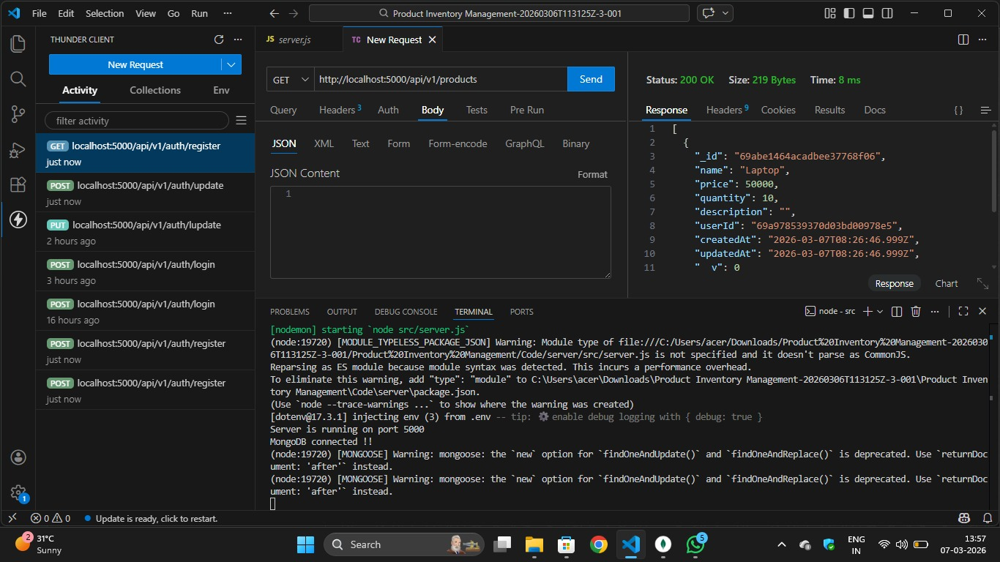 File Edit Selection View Go Run ···
Product Inventory Management-20260306T113125Z-3-001
THUNDER CLIENT
New Request
Activity Collections Env
filter activity
GET localhost:5000/api/v1/auth/register
just now
POST localhost:5000/api/v1/auth/update
just now
PUT localhost:5000/api/v1/auth/lupdate
2 hours ago
POST localhost:5000/api/v1/auth/login
3 hours ago
POST localhost:5000/api/v1/auth/login
16 hours ago
POST localhost:5000/api/v1/auth/register
just now
POST localhost:5000/api/v1/auth/register
just now
JS server.js
TC New Request
GET http://localhost:5000/api/v1/products Send
Query Headers 3 Auth Body Tests Pre Run
JSON XML Text Form Form-encode GraphQL Binary
JSON Content Format
1
Status: 200 OK Size: 219 Bytes Time: 8 ms
Response Headers 9 Cookies Results Docs { }
1 [
2 {
3 "_id": "69abe1464acadbee37768f06",
4 "name": "Laptop",
5 "price": 50000,
6 "quantity": 10,
7 "description": "",
8 "userId": "69a978539370d03bd00978e5",
9 "createdAt": "2026-03-07T08:26:46.999Z",
10 "updatedAt": "2026-03-07T08:26:46.999Z",
11 "__v": 0
Response Chart
PROBLEMS OUTPUT DEBUG CONSOLE TERMINAL PORTS
node - src
[nodemon] starting `node src/server.js`
(node:19720) [MODULE_TYPELESS_PACKAGE_JSON] Warning: Module type of file:///C:/Users/acer/Downloads/Product%20Inventory%20Management-2026030
6T113125Z-3-001/Product%20Inventory%20Management/Code/server/src/server.js is not specified and it doesn't parse as CommonJS.
Reparsing as ES module because module syntax was detected. This incurs a performance overhead.
To eliminate this warning, add "type": "module" to C:\Users\acer\Downloads\Product Inventory Management-20260306T113125Z-3-001\Product Inven
tory Management\Code\server\package.json.
(Use `node --trace-warnings ...` to show where the warning was created)
[dotenv@17.3.1] injecting env (3) from .env -- tip: ⚙️ enable debug logging with { debug: true }
Server is running on port 5000
MongoDB connected !!
(node:19720) [MONGOOSE] Warning: mongoose: the `new` option for `findOneAndUpdate()` and `findOneAndReplace()` is deprecated. Use `returnDoc
ument: 'after'` instead.
(node:19720) [MONGOOSE] Warning: mongoose: the `new` option for `findOneAndUpdate()` and `findOneAndReplace()` is deprecated. Use `returnDoc
ument: 'after'` instead.
1
0 0 Update is ready, click to restart.
2
31°C
Sunny
Search
5
ENG
IN
13:57
07-03-2026